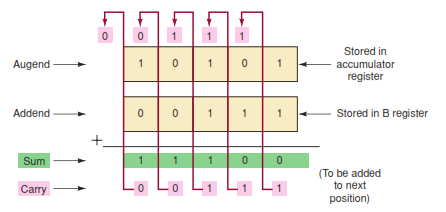 0 0 1 1 1
Augend 1 0 1 0 1 Stored in
accumulator
register
Addend 0 0 1 1 1 Stored in B register
+
Sum 1 1 1 0 0
Carry 0 0 1 1 1
(To be added
to next
position)